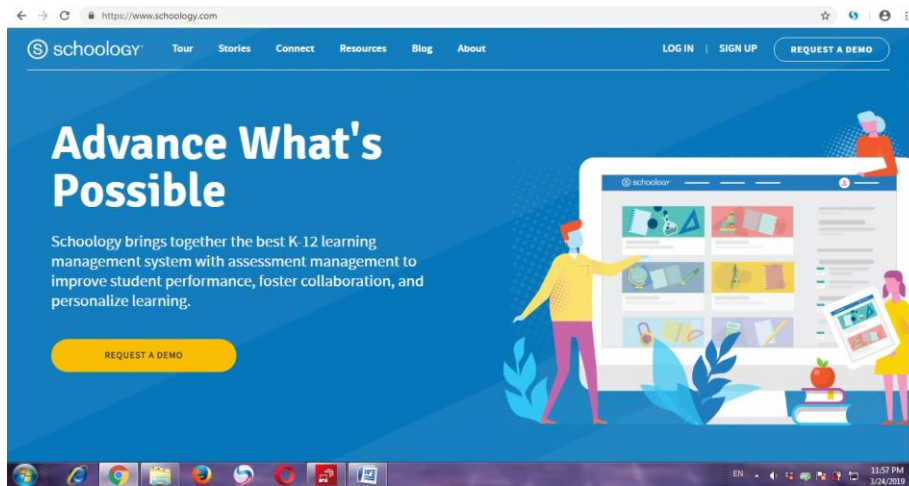 https://www.schoology.com
S schoology Tour Stories Connect Resources Blog About LOG IN | SIGN UP REQUEST A DEMO
Advance What's
Possible
Schoology brings together the best K-12 learning
management system with assessment management to
improve student performance, foster collaboration, and
personalize learning.
REQUEST A DEMO
S schoology
EN 11:57 PM
3/24/2019